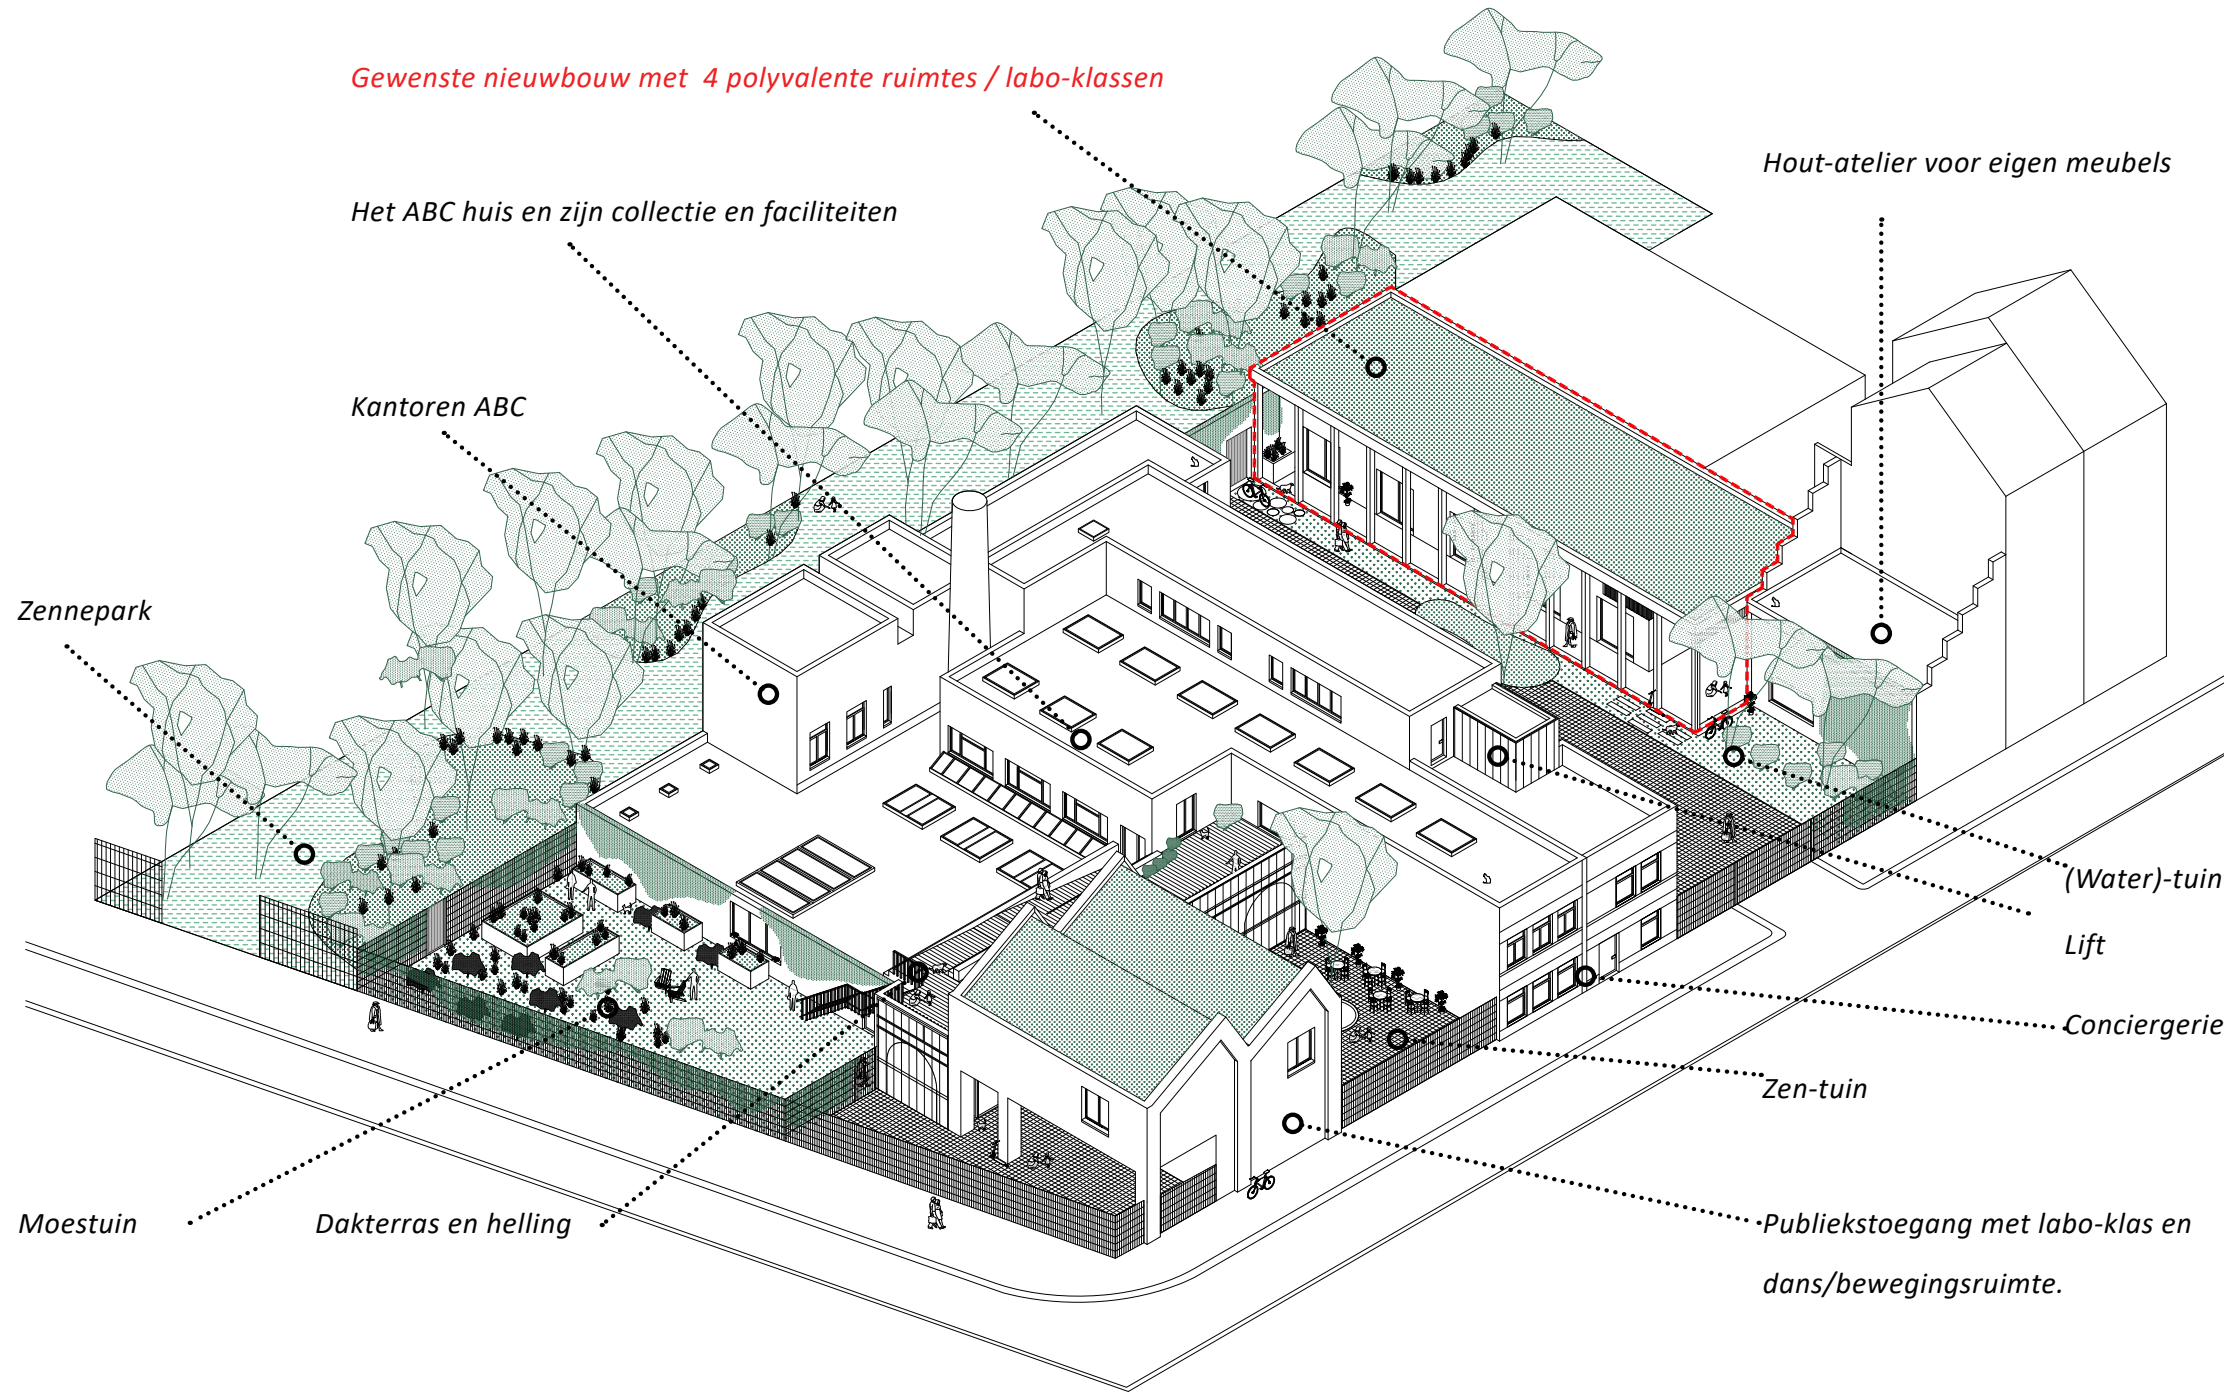 Gewenste nieuwbouw met 4 polyvalente ruimtes / labo-klassen
Hout-atelier voor eigen meubels
Het ABC huis en zijn collectie en faciliteiten
Kantoren ABC
Zennepark
(Water)-tuin
Lift
Conciergerie
Zen-tuin
Moestuin
Dakterras en helling
Publiekstoegang met labo-klas en
dans/bewegingsruimte.